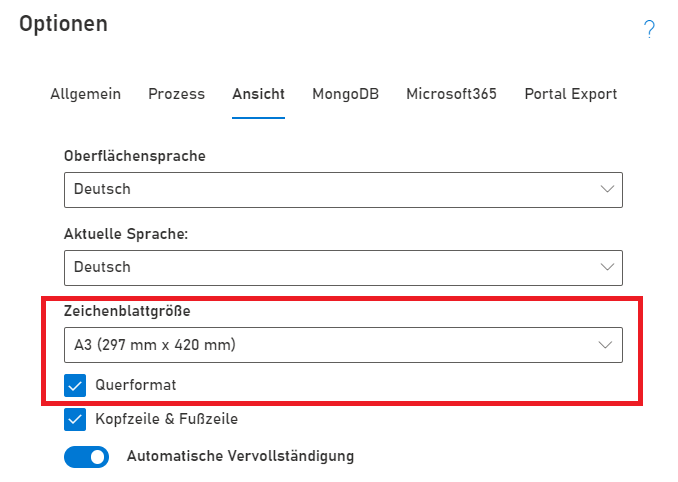 Optionen
?
Allgemein Prozess Ansicht MongoDB Microsoft365 Portal Export
Oberflächensprache
Deutsch
Aktuelle Sprache:
Deutsch
Zeichenblattgröße
A3 (297 mm x 420 mm)
Querformat
Kopfzeile & Fußzeile
Automatische Vervollständigung